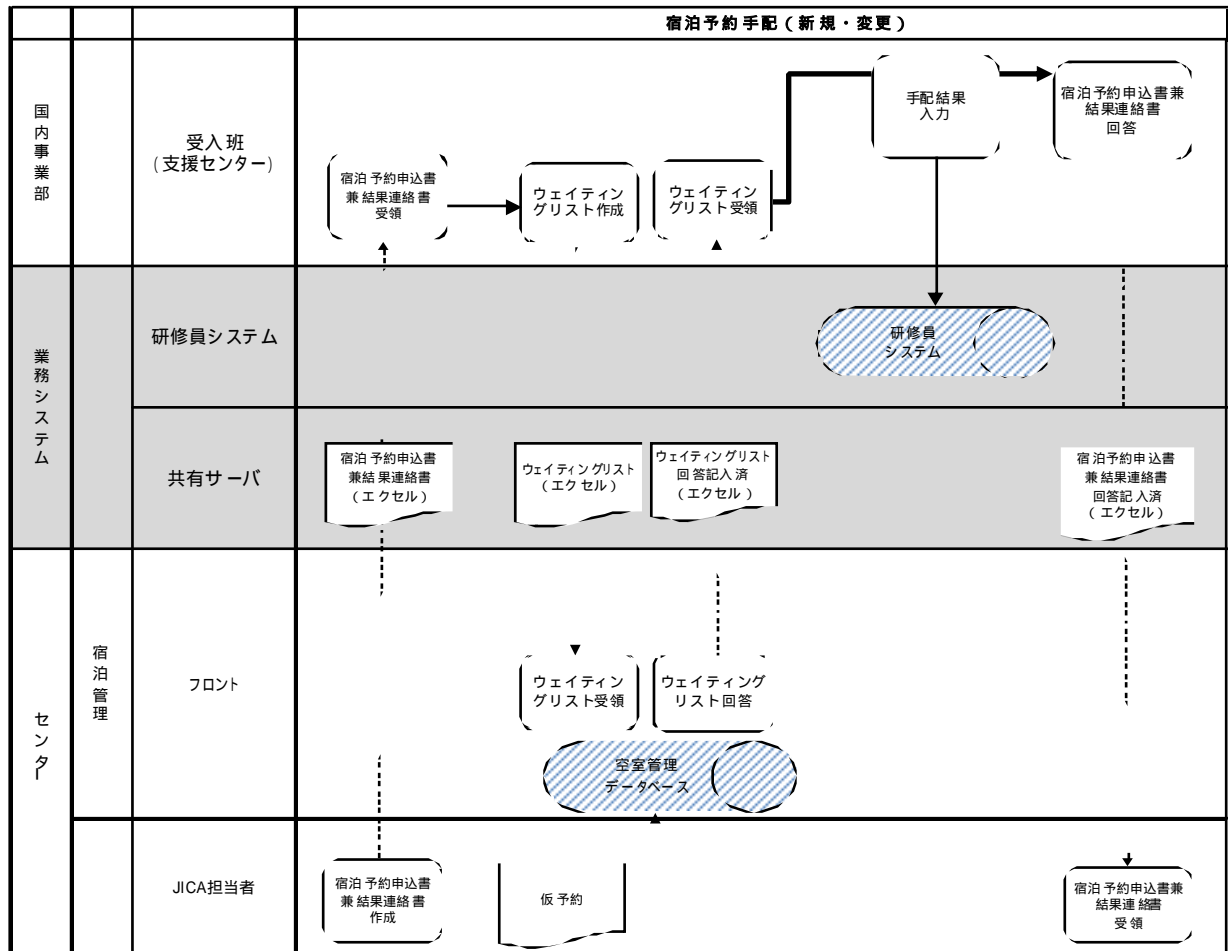 宿泊予約手配(新規・変更)
国内事業部
受入班
(支援センター)
宿泊予約申込書
兼結果連絡書
受領
ウェイティン
グリスト作成
ウェイティン
グリスト受領
手配結果
入力
宿泊予約申込書兼
結果連絡書
回答
業務システム
研修員システム
研修員
システム
共有サーバ
宿泊予約申込書
兼結果連絡書
(エクセル)
ウェイティングリスト
(エクセル)
ウェイティングリスト
回答記入済
(エクセル)
宿泊予約申込書
兼結果連絡書
回答記入済
(エクセル)
センター
宿泊管理
フロント
ウェイティン
グリスト受領
ウェイティング
リスト回答
空室管理
データベース
JICA担当者
宿泊予約申込書
兼結果連絡書
作成
仮予約
宿泊予約申込書兼
結果連絡書
受領